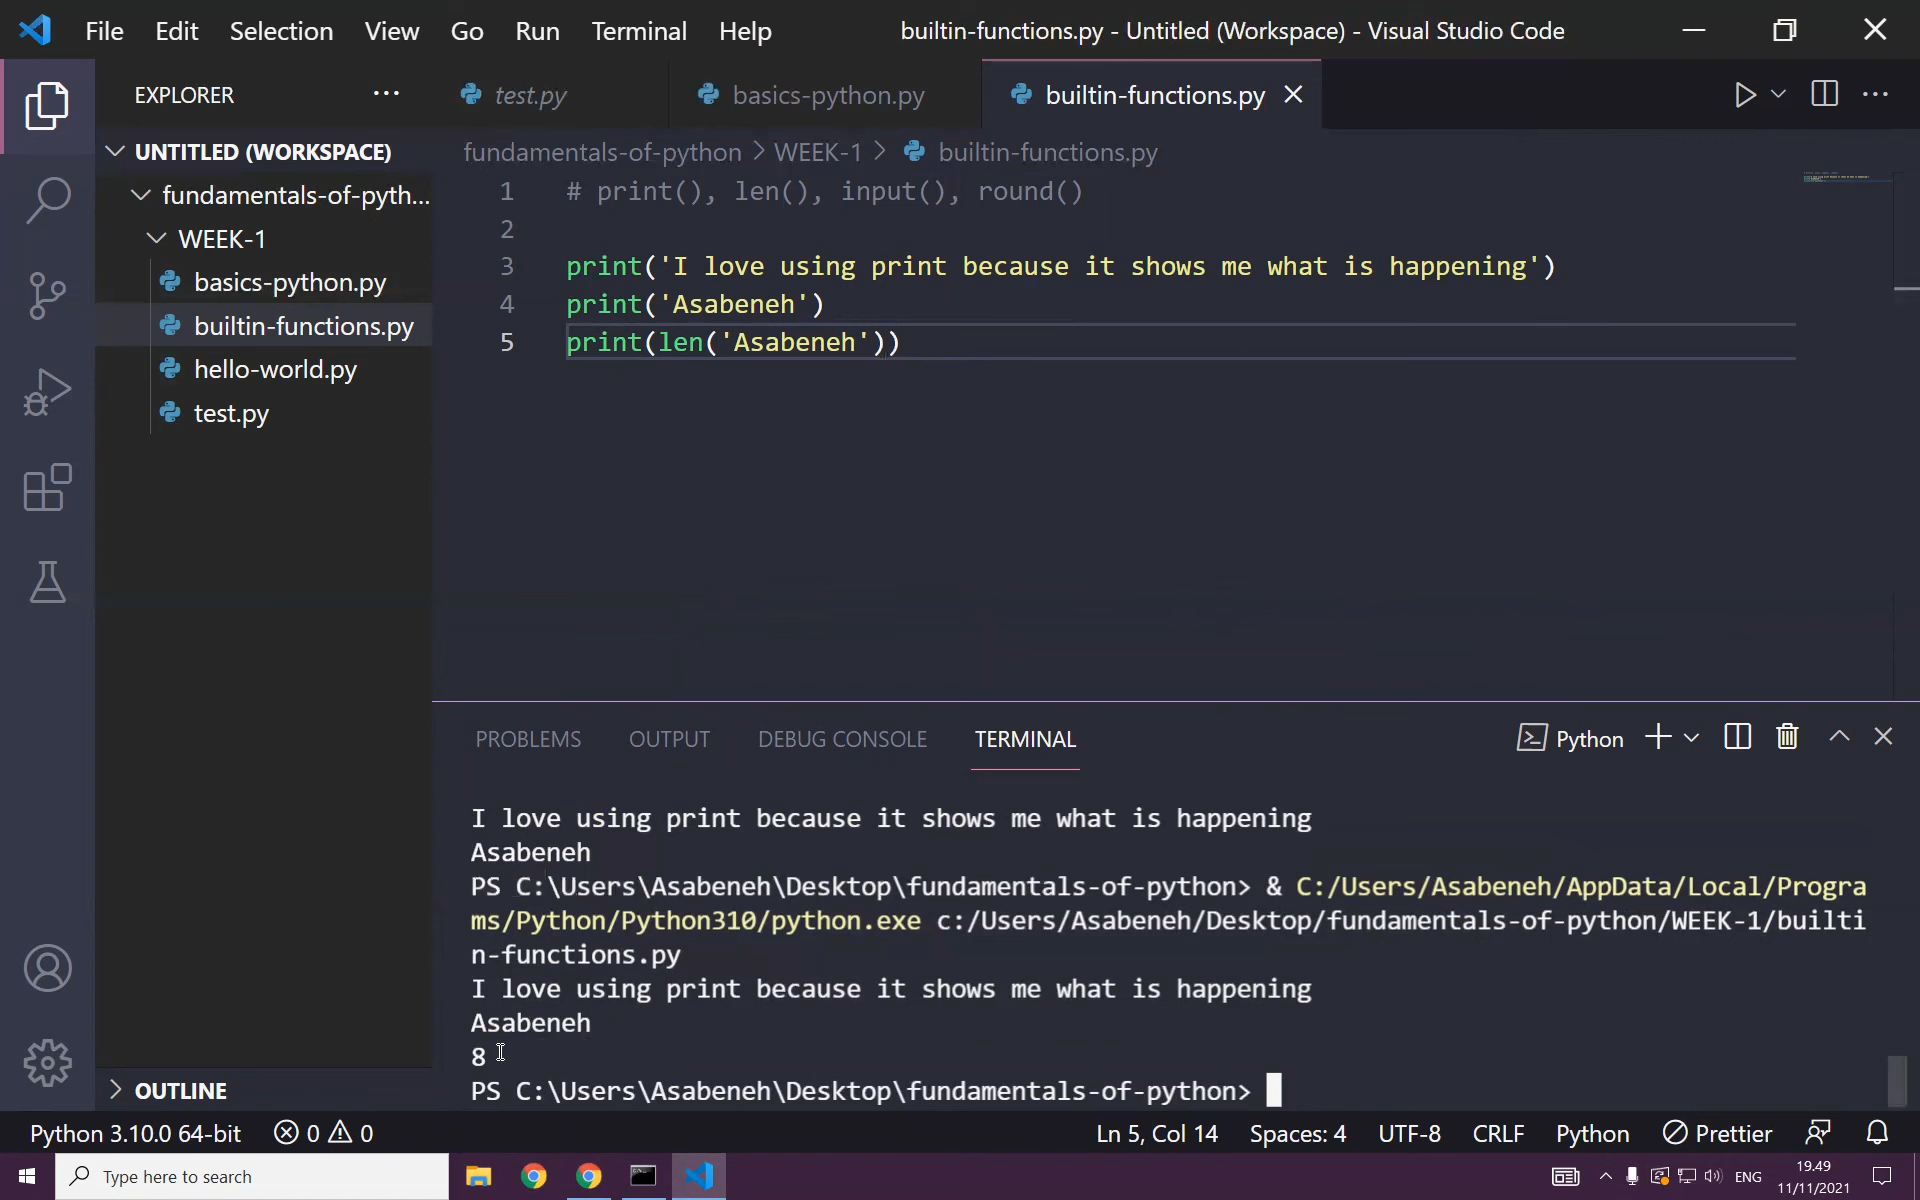 File Edit Selection View Go Run Terminal Help builtin-functions.py - Untitled (Workspace) - Visual Studio Code
EXPLORER ···
test.py basics-python.py builtin-functions.py
UNTITLED (WORKSPACE)
fundamentals-of-pyth...
WEEK-1
basics-python.py
builtin-functions.py
hello-world.py
test.py
OUTLINE
fundamentals-of-python > WEEK-1 > builtin-functions.py
1 # print(), len(), input(), round()
2
3 print('I love using print because it shows me what is happening')
4 print('Asabeneh')
5 print(len('Asabeneh'))
PROBLEMS OUTPUT DEBUG CONSOLE TERMINAL Python
I love using print because it shows me what is happening
Asabeneh
PS C:\Users\Asabeneh\Desktop\fundamentals-of-python> & C:/Users/Asabeneh/AppData/Local/Progra
ms/Python/Python310/python.exe c:/Users/Asabeneh/Desktop/fundamentals-of-python/WEEK-1/builti
n-functions.py
I love using print because it shows me what is happening
Asabeneh
8
PS C:\Users\Asabeneh\Desktop\fundamentals-of-python>
Python 3.10.0 64-bit 0 0 Ln 5, Col 14 Spaces: 4 UTF-8 CRLF Python Prettier
Type here to search ENG 19.49
11/11/2021